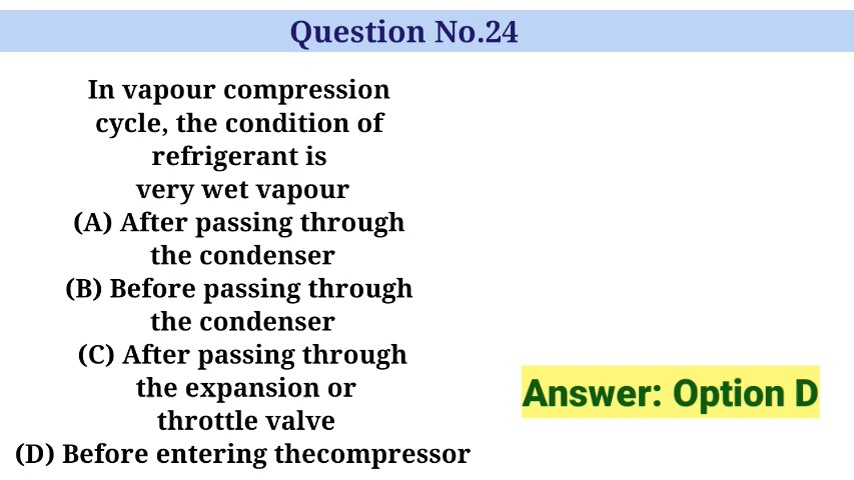 Question No.24
In vapour compression
cycle, the condition of
refrigerant is
very wet vapour
(A) After passing through
the condenser
(B) Before passing through
the condenser
(C) After passing through
the expansion or
throttle valve
(D) Before entering thecompressor
Answer: Option D